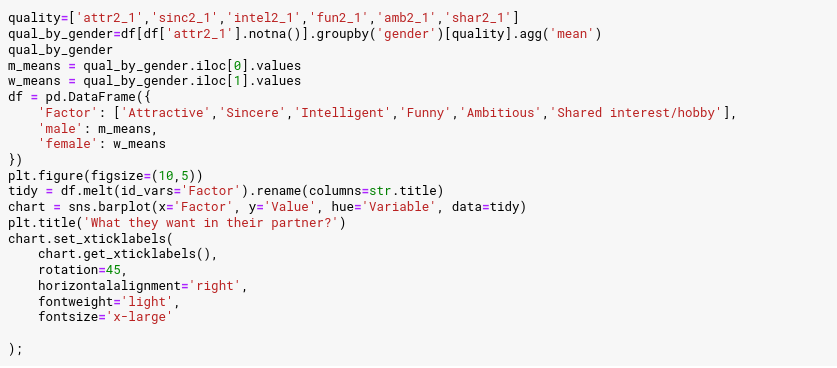 quality=['attr2_1','sinc2_1','intel2_1','fun2_1','amb2_1','shar2_1']
qual_by_gender=df[df['attr2_1'].notna()].groupby('gender')[quality].agg('mean')
qual_by_gender
m_means = qual_by_gender.iloc[0].values
w_means = qual_by_gender.iloc[1].values
df = pd.DataFrame({
    'Factor': ['Attractive','Sincere','Intelligent','Funny','Ambitious','Shared interest/hobby'],
    'male': m_means,
    'female': w_means
})
plt.figure(figsize=(10,5))
tidy = df.melt(id_vars='Factor').rename(columns=str.title)
chart = sns.barplot(x='Factor', y='Value', hue='Variable', data=tidy)
plt.title('What they want in their partner?')
chart.set_xticklabels(
    chart.get_xticklabels(),
    rotation=45,
    horizontalalignment='right',
    fontweight='light',
    fontsize='x-large'
);